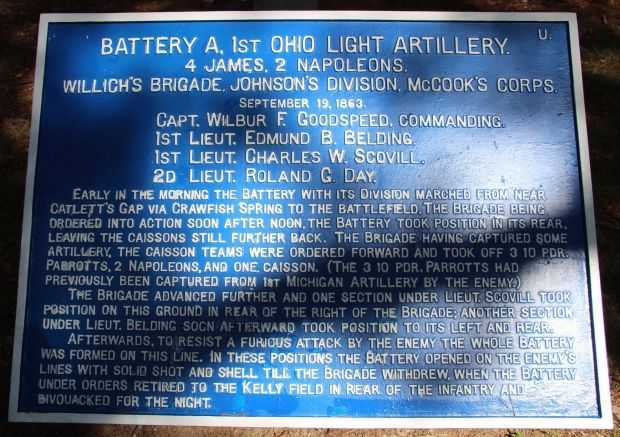 U.
BATTERY A, 1ST OHIO LIGHT ARTILLERY.
4 JAMES, 2 NAPOLEONS.
WILLICH'S BRIGADE, JOHNSON'S DIVISION, MCCOOK'S CORPS.
SEPTEMBER 19, 1863.
CAPT. WILBUR F. GOODSPEED, COMMANDING.
1ST LIEUT. EDMUND B. BELDING.
1ST LIEUT. CHARLES W. SCOVILL.
2D LIEUT. ROLAND G. DAY.
EARLY IN THE MORNING THE BATTERY WITH ITS DIVISION MARCHED FROM NEAR
CATLETT'S GAP VIA CRAWFISH SPRING TO THE BATTLEFIELD. THE BRIGADE BEING
ORDERED INTO ACTION SOON AFTER NOON, THE BATTERY TOOK POSITION IN ITS REAR,
LEAVING THE CAISSONS STILL FURTHER BACK. THE BRIGADE HAVING CAPTURED SOME
ARTILLERY, THE CAISSON TEAMS WERE ORDERED FORWARD AND TOOK OFF 3 10 PDR.
PARROTTS, 2 NAPOLEONS, AND ONE CAISSON. (THE 3 10 PDR. PARROTTS HAD
PREVIOUSLY BEEN CAPTURED FROM 1ST MICHIGAN ARTILLERY BY THE ENEMY.)
THE BRIGADE ADVANCED FURTHER AND ONE SECTION UNDER LIEUT. SCOVILL TOOK
POSITION ON THIS GROUND IN REAR OF THE RIGHT OF THE BRIGADE; ANOTHER SECTION
UNDER LIEUT. BELDING SOON AFTERWARD TOOK POSITION TO ITS LEFT AND REAR.
AFTERWARDS, TO RESIST A FURIOUS ATTACK BY THE ENEMY THE WHOLE BATTERY
WAS FORMED ON THIS LINE. IN THESE POSITIONS THE BATTERY OPENED ON THE ENEMY'S
LINES WITH SOLID SHOT AND SHELL TILL THE BRIGADE WITHDREW, WHEN THE BATTERY
UNDER ORDERS RETIRED TO THE KELLY FIELD IN REAR OF THE INFANTRY AND
BIVOUACKED FOR THE NIGHT.